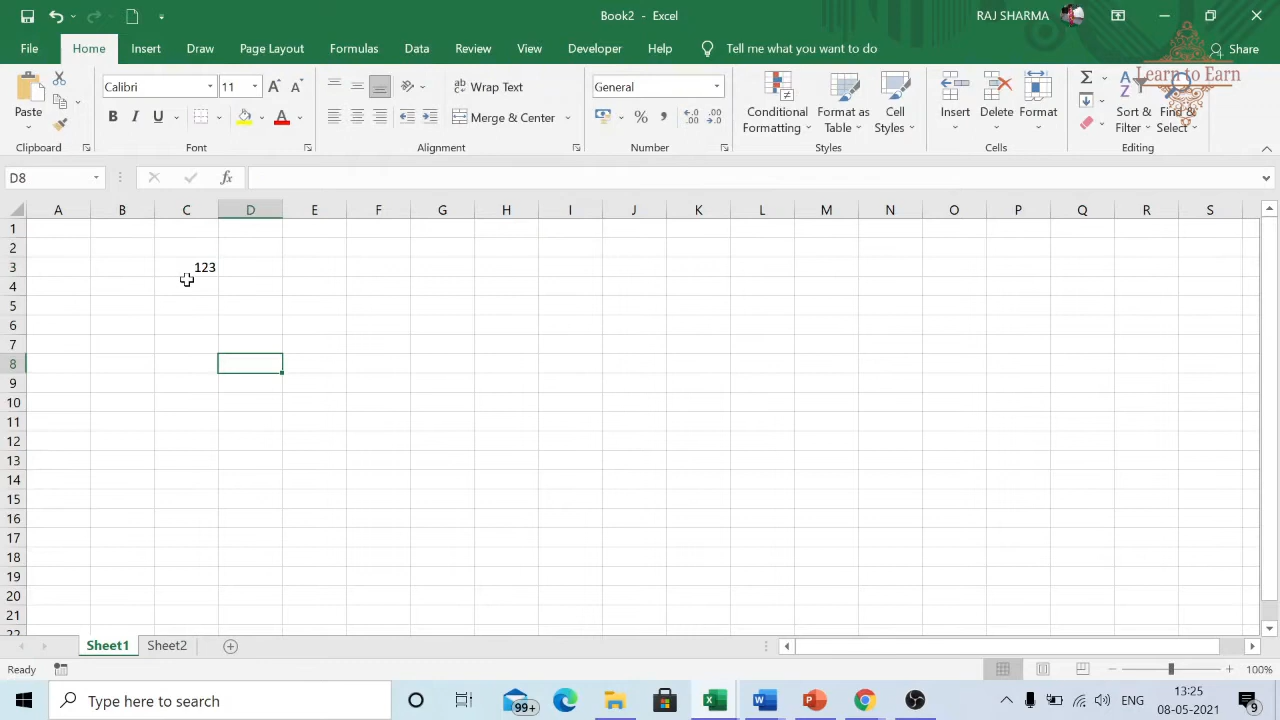 Book2 - Excel
RAJ SHARMA
File Home Insert Draw Page Layout Formulas Data Review View Developer Help Tell me what you want to do Share
Learn to Earn
Paste
Calibri 11
B I U A
ab Wrap Text
Merge & Center
General
% , .00
Conditional Formatting
Format as Table
Cell Styles
Insert Delete Format
Sort & Filter
Find & Select
Clipboard Font Alignment Number Styles Cells Editing
D8 fx
A B C D E F G H I J K L M N O P Q R S
1
2
3 123
4
5
6
7
8
9
10
11
12
13
14
15
16
17
18
19
20
21
22
Sheet1 Sheet2
Ready 100%
Type here to search
99+
ENG
13:25
08-05-2021
9